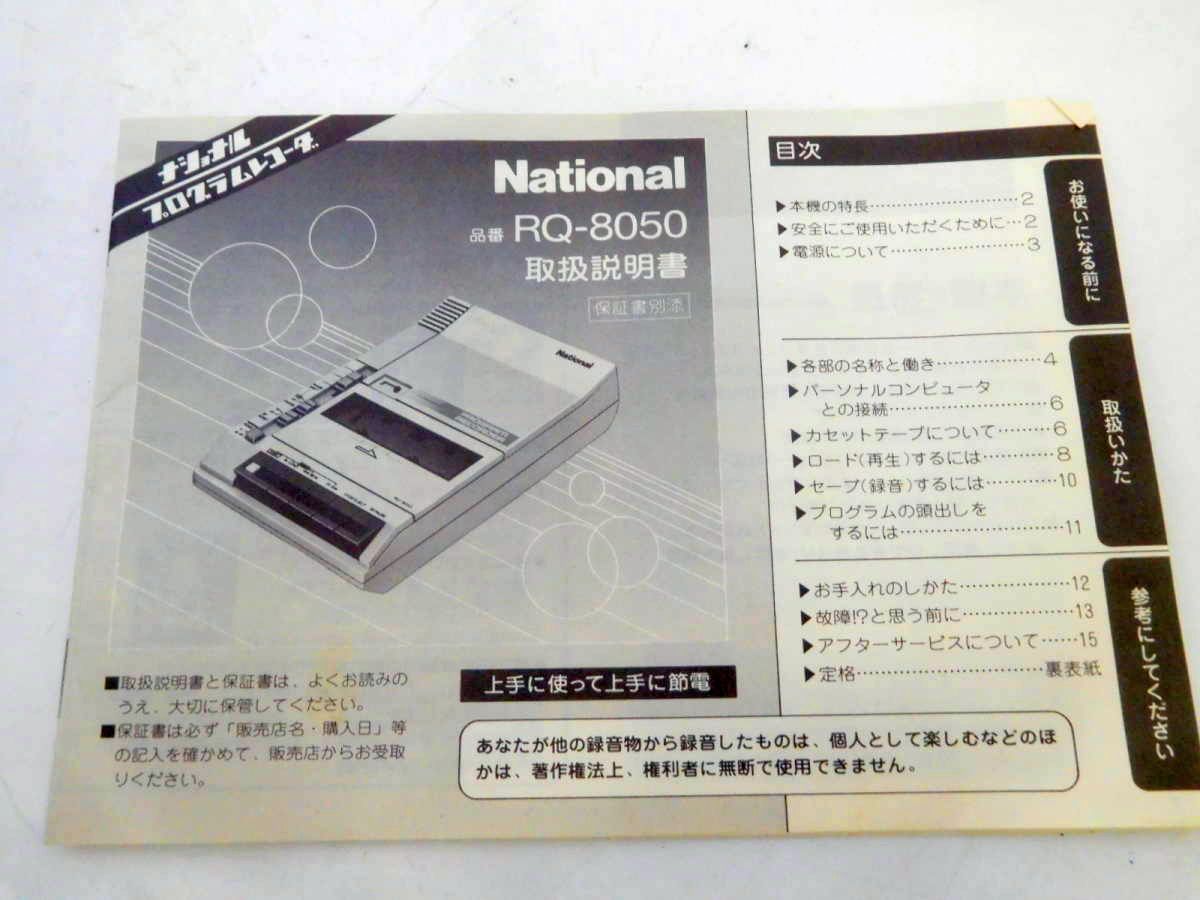 ナショナル
プログラムレコーダ
National
品番 RQ-8050
取扱説明書
保証書別添
National
■取扱説明書と保証書は、よくお読みの
うえ、大切に保管してください。
■保証書は必ず「販売店名・購入日」等
の記入を確かめて、販売店からお受取
りください。
上手に使って上手に節電
あなたが他の録音物から録音したものは、個人として楽しむなどのほ
かは、著作権法上、権利者に無断で使用できません。
目次
お使いになる前に
▶本機の特長……………………2
▶安全にご使用いただくために…2
▶電源について…………………3
取扱いかた
▶各部の名称と働き………………4
▶パーソナルコンピュータ
との接続……………………6
▶カセットテープについて………6
▶ロード(再生)するには…………8
▶セーブ(録音)するには…………10
▶プログラムの頭出しを
するには……………………11
参考にしてください
▶お手入れのしかた………………12
▶故障!?と思う前に………………13
▶アフターサービスについて……15
▶定格…………………………裏表紙